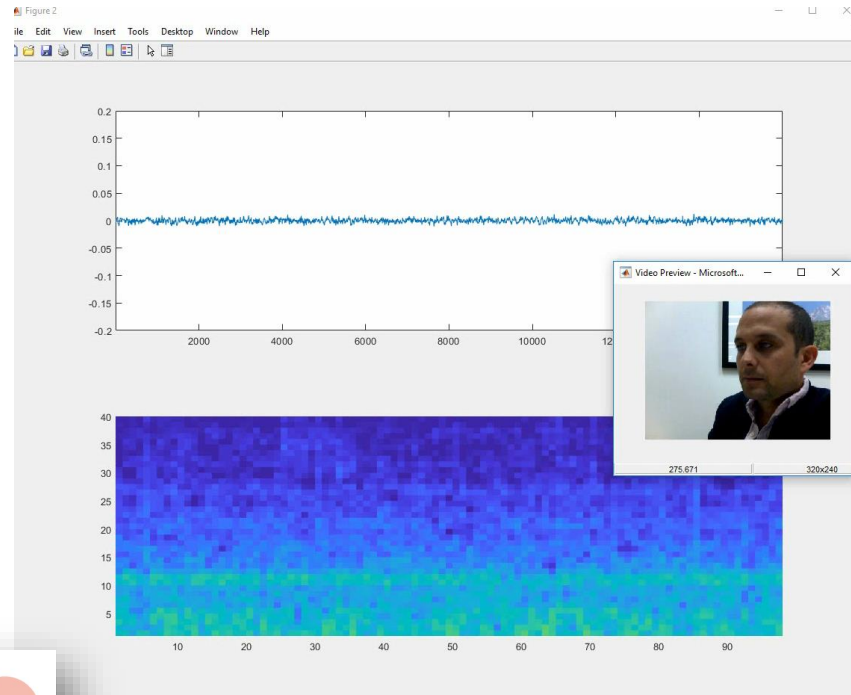 Figure 2
ile Edit View Insert Tools Desktop Window Help
0.2
0.15
0.1
0.05
0
-0.05
-0.1
-0.15
-0.2
2000 4000 6000 8000 10000 12
Video Preview - Microsoft...
275.671 320x240
40
35
30
25
20
15
10
5
10 20 30 40 50 60 70 80 90